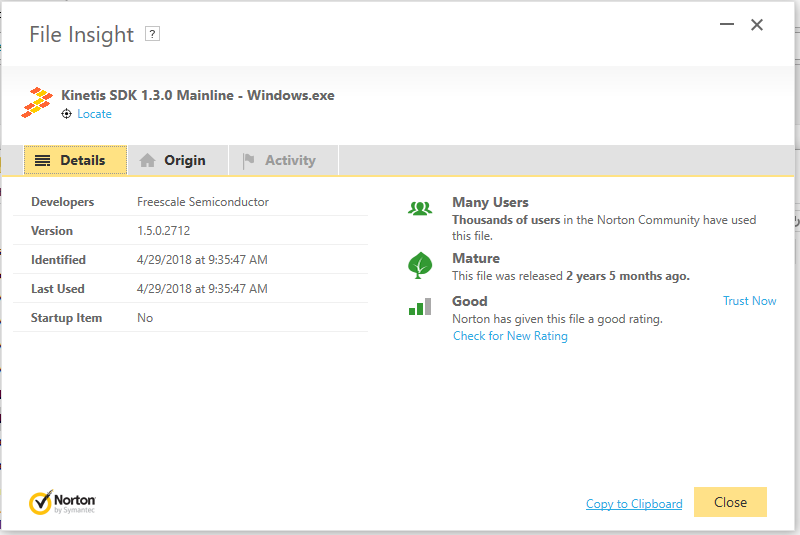 File Insight ?
Kinetis SDK 1.3.0 Mainline - Windows.exe
Locate
Details Origin Activity
Developers Freescale Semiconductor
Version 1.5.0.2712
Identified 4/29/2018 at 9:35:47 AM
Last Used 4/29/2018 at 9:35:47 AM
Startup Item No
Many Users
Thousands of users in the Norton Community have used
this file.
Mature
This file was released 2 years 5 months ago.
Good Trust Now
Norton has given this file a good rating.
Check for New Rating
Norton
by Symantec
Copy to Clipboard Close